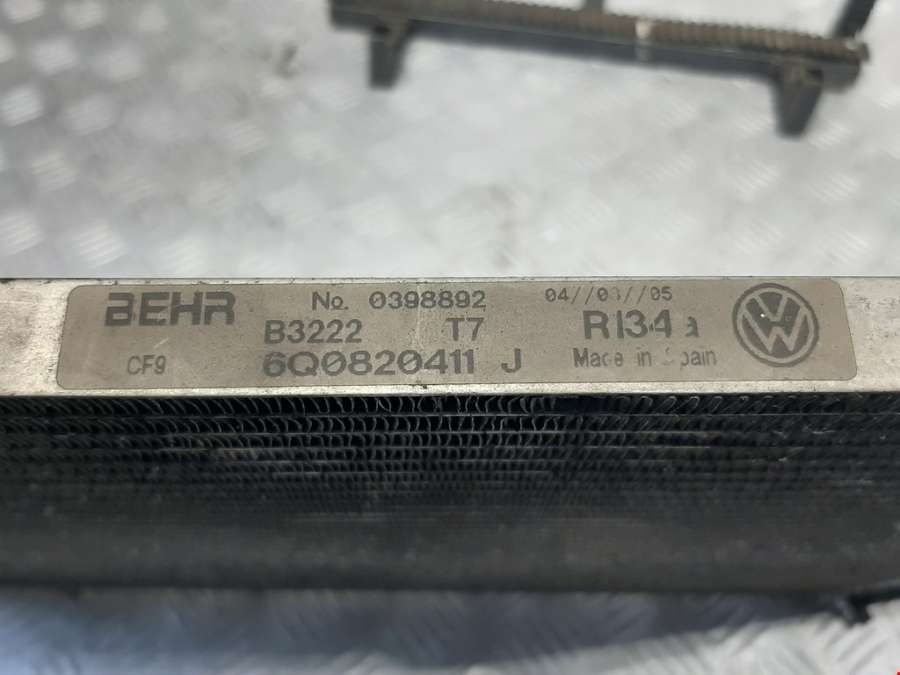 BEHR No. 0398892 04//03//05
B3222 T7 R134a
CF9 6Q0820411 J Made in Spain